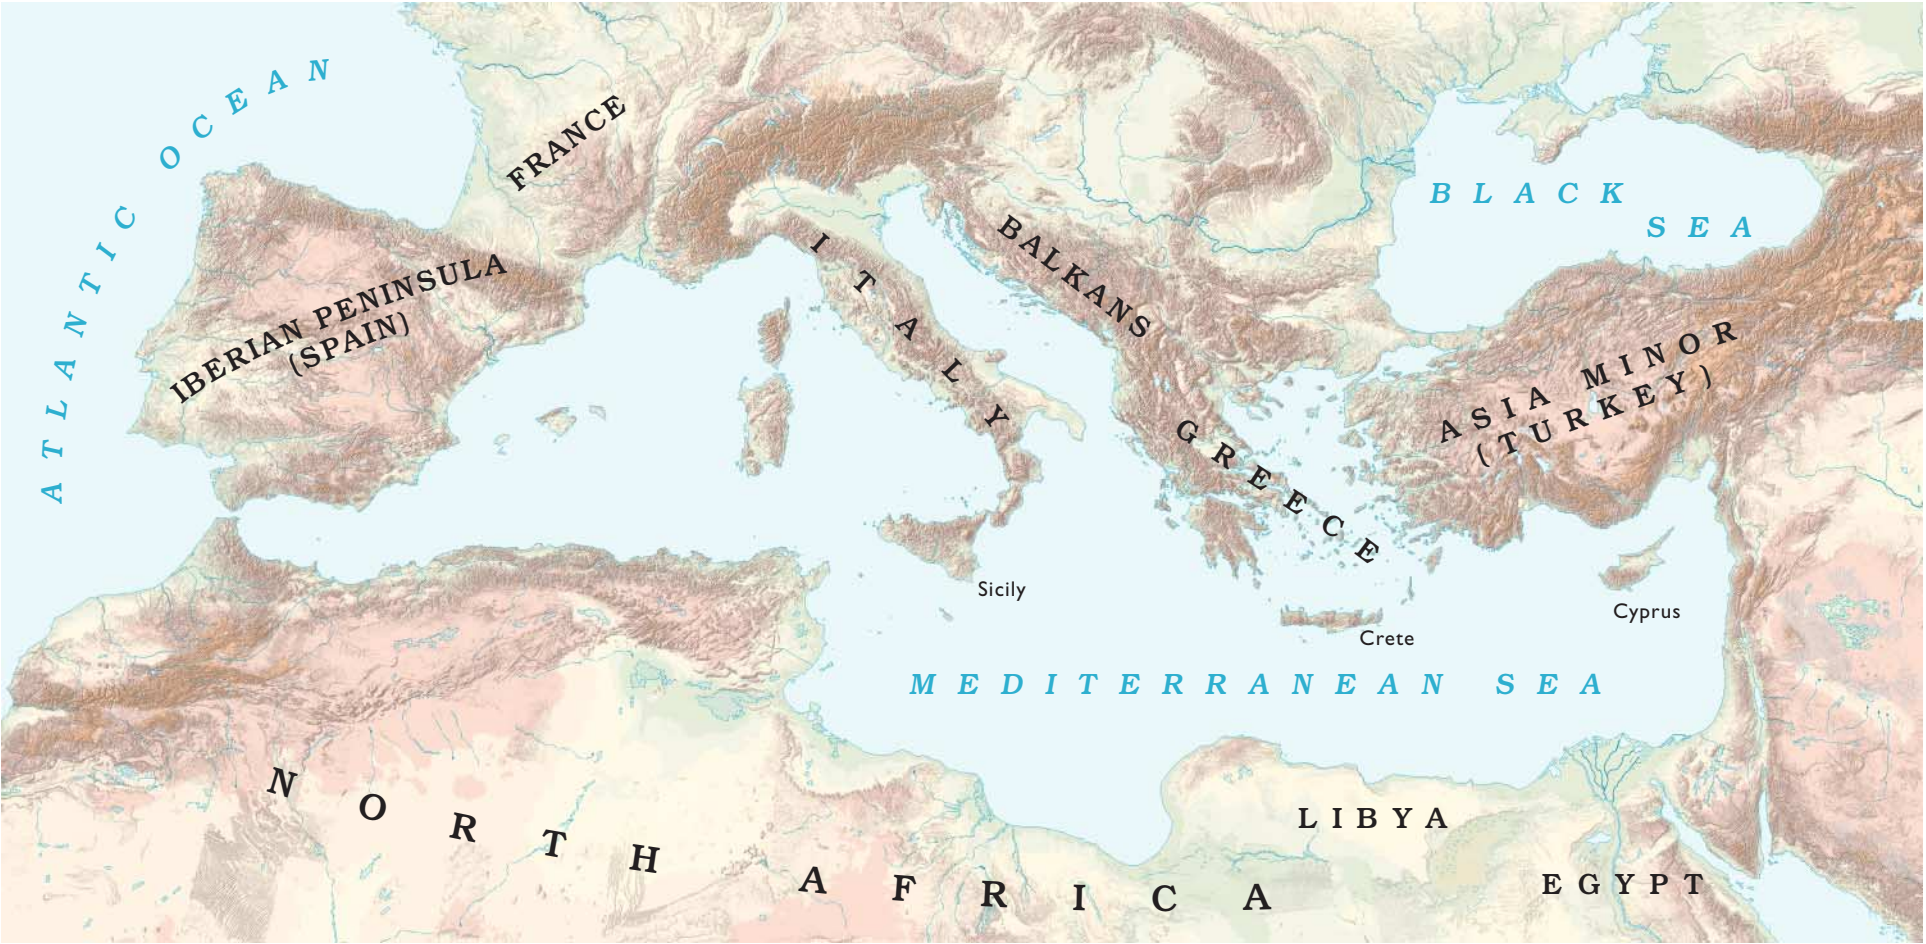 ATLANTIC OCEAN
FRANCE
BLACK
SEA
IBERIAN PENINSULA
(SPAIN)
ITALY
BALKANS
ASIA MINOR
(TURKEY)
GREECE
Sicily
Cyprus
Crete
MEDITERRANEAN SEA
NORTH AFRICA
LIBYA
EGYPT